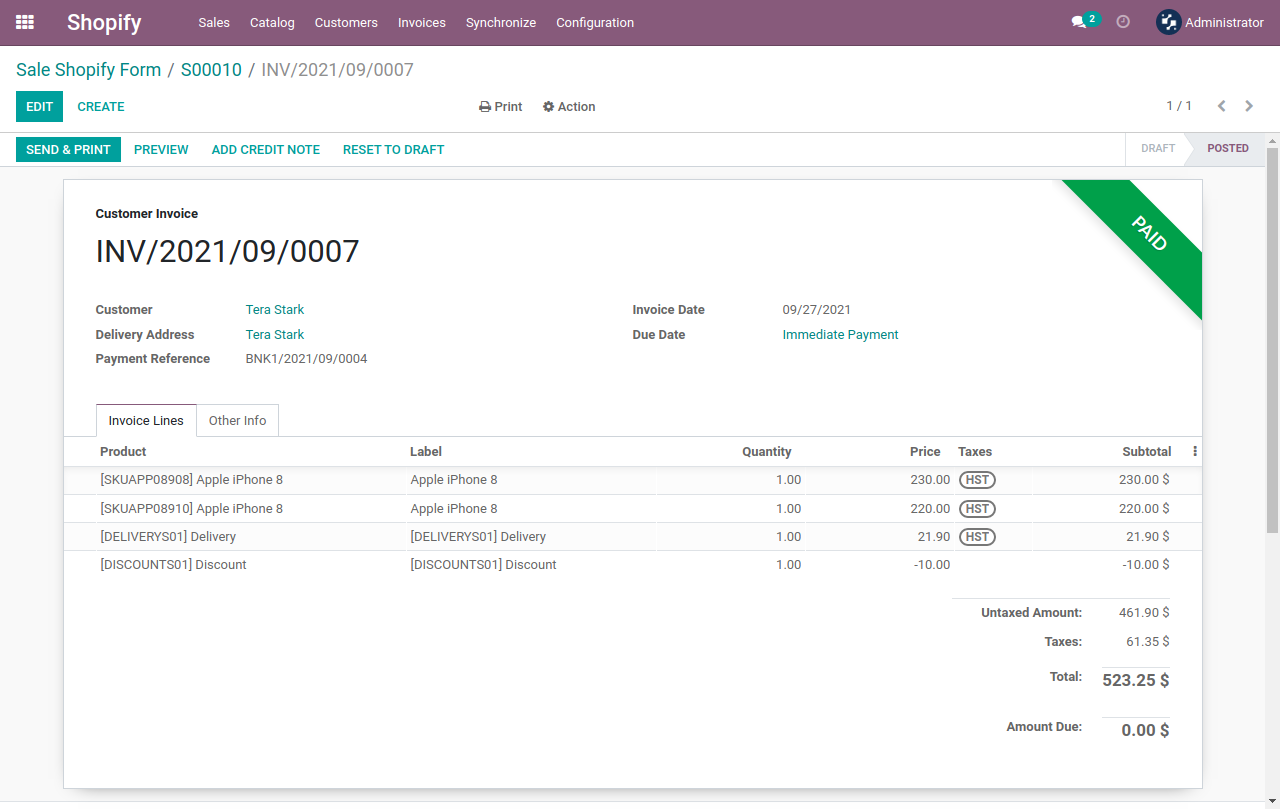 Shopify Sales Catalog Customers Invoices Synchronize Configuration 2 Administrator
Sale Shopify Form / S00010 / INV/2021/09/0007
EDIT CREATE Print Action 1 / 1
SEND & PRINT PREVIEW ADD CREDIT NOTE RESET TO DRAFT DRAFT POSTED
PAID
Customer Invoice
INV/2021/09/0007
Customer Tera Stark Invoice Date 09/27/2021
Delivery Address Tera Stark Due Date Immediate Payment
Payment Reference BNK1/2021/09/0004
Invoice Lines Other Info
Product Label Quantity Price Taxes Subtotal
[SKUAPP08908] Apple iPhone 8 Apple iPhone 8 1.00 230.00 HST 230.00 $
[SKUAPP08910] Apple iPhone 8 Apple iPhone 8 1.00 220.00 HST 220.00 $
[DELIVERYS01] Delivery [DELIVERYS01] Delivery 1.00 21.90 HST 21.90 $
[DISCOUNTS01] Discount [DISCOUNTS01] Discount 1.00 -10.00 -10.00 $
Untaxed Amount: 461.90 $
Taxes: 61.35 $
Total: 523.25 $
Amount Due: 0.00 $